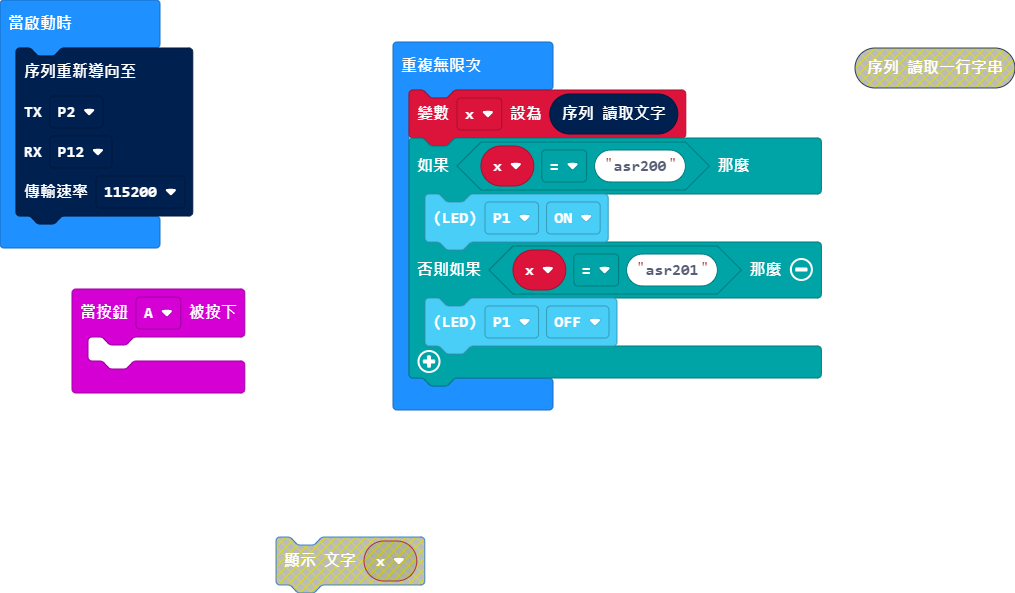 當啟動時
序列重新導向至
TX P2
RX P12
傳輸速率 115200
當按鈕 A 被按下
重複無限次
變數 x 設為 序列 讀取文字
如果 x = "asr200" 那麼
(LED) P1 ON
否則如果 x = "asr201" 那麼
(LED) P1 OFF
序列 讀取一行字串
顯示 文字 x